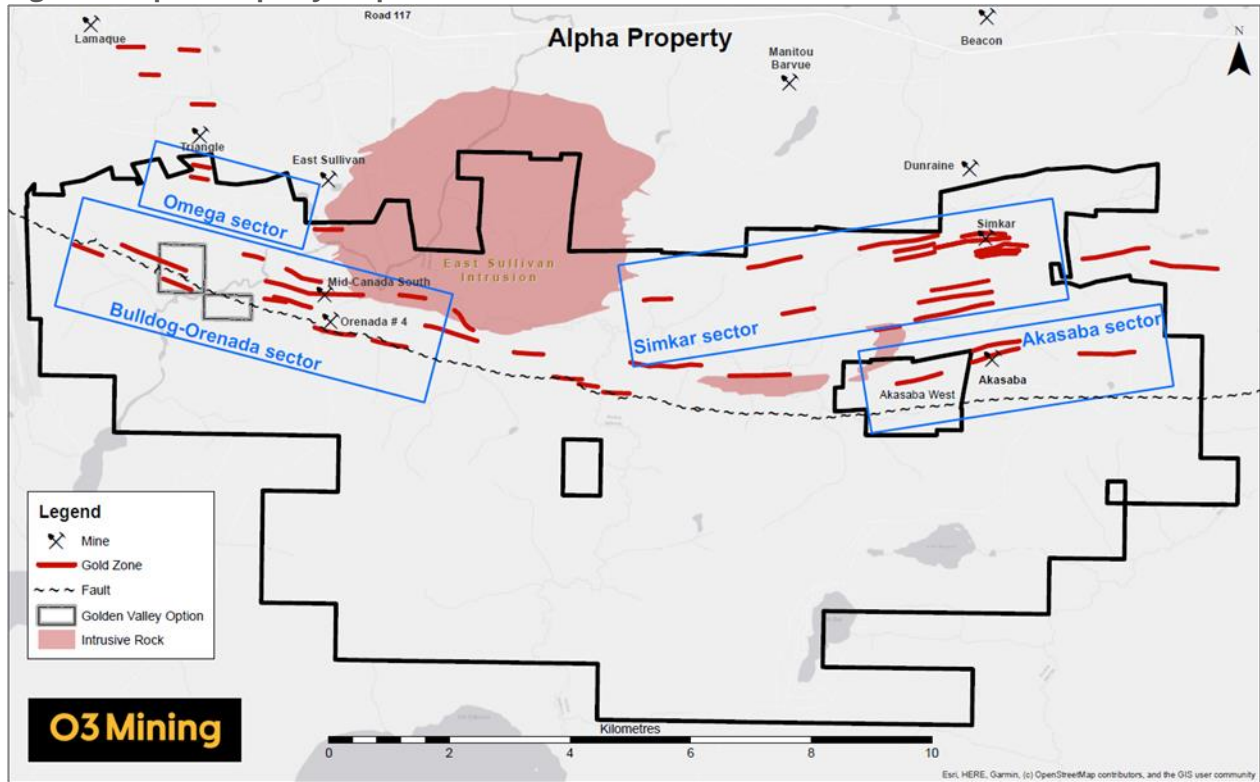 Road 117
Lamaque
Alpha Property
Beacon
Manitou
Barvue
N
Triangle
East Sullivan
Dunraine
Omega sector
Simkar
East Sullivan
Intrusion
Mid-Canada South
Orenada # 4
Bulldog-Orenada sector
Simkar sector
Akasaba sector
Akasaba
Akasaba West
Legend
Mine
Gold Zone
Fault
Golden Valley Option
Intrusive Rock
O3 Mining
Kilometres
0 2 4 6 8 10
Esri, HERE, Garmin, (c) OpenStreetMap contributors, and the GIS user community